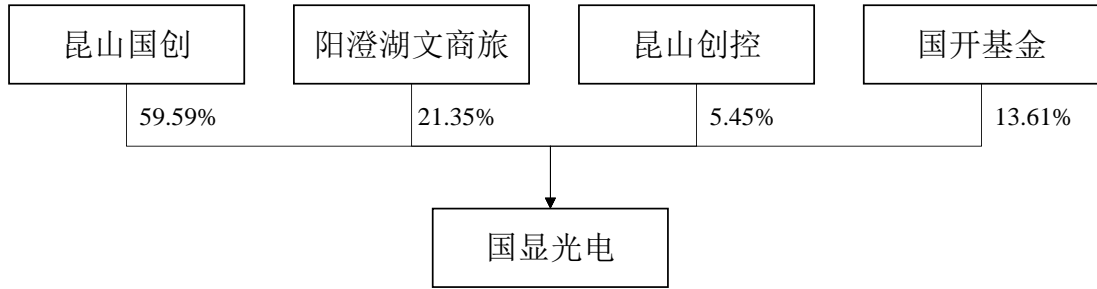 昆山国创
阳澄湖文商旅
昆山创控
国开基金
59.59%
21.35%
5.45%
13.61%
国显光电